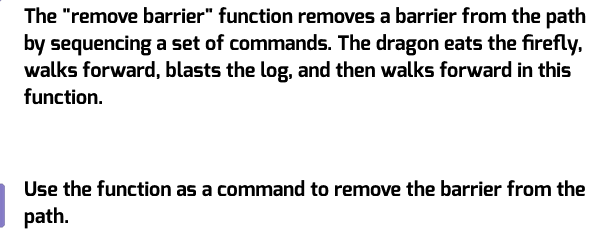 The "remove barrier" function removes a barrier from the path
by sequencing a set of commands. The dragon eats the firefly,
walks forward, blasts the log, and then walks forward in this
function.
Use the function as a command to remove the barrier from the
path.